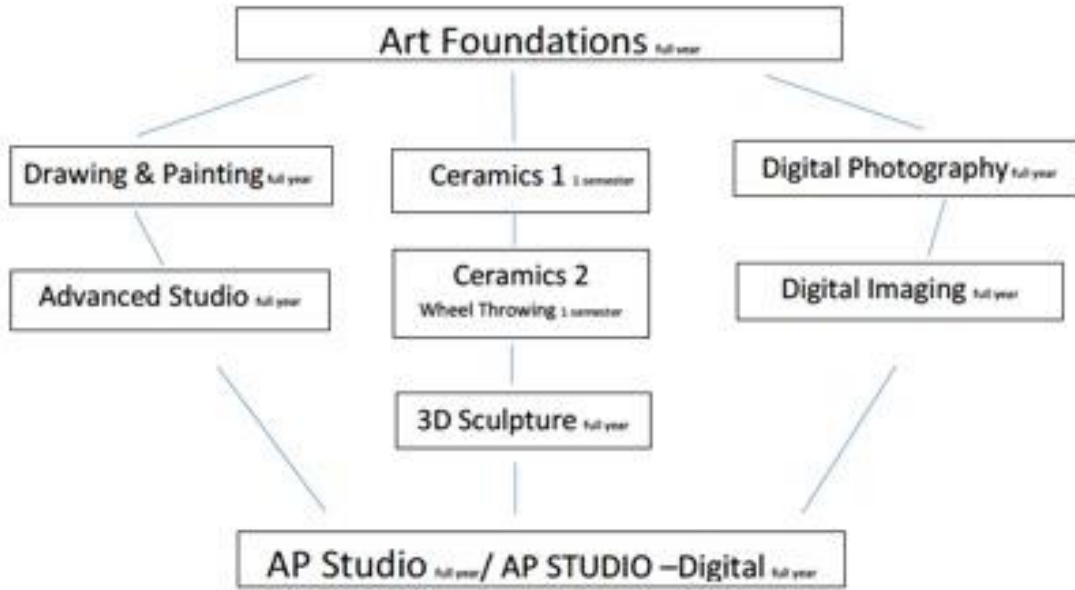 Art Foundations full year
Drawing & Painting full year
Ceramics 1 1 semester
Digital Photography full year
Advanced Studio full year
Ceramics 2
Wheel Throwing 1 semester
Digital Imaging full year
3D Sculpture full year
AP Studio full year/ AP STUDIO –Digital full year